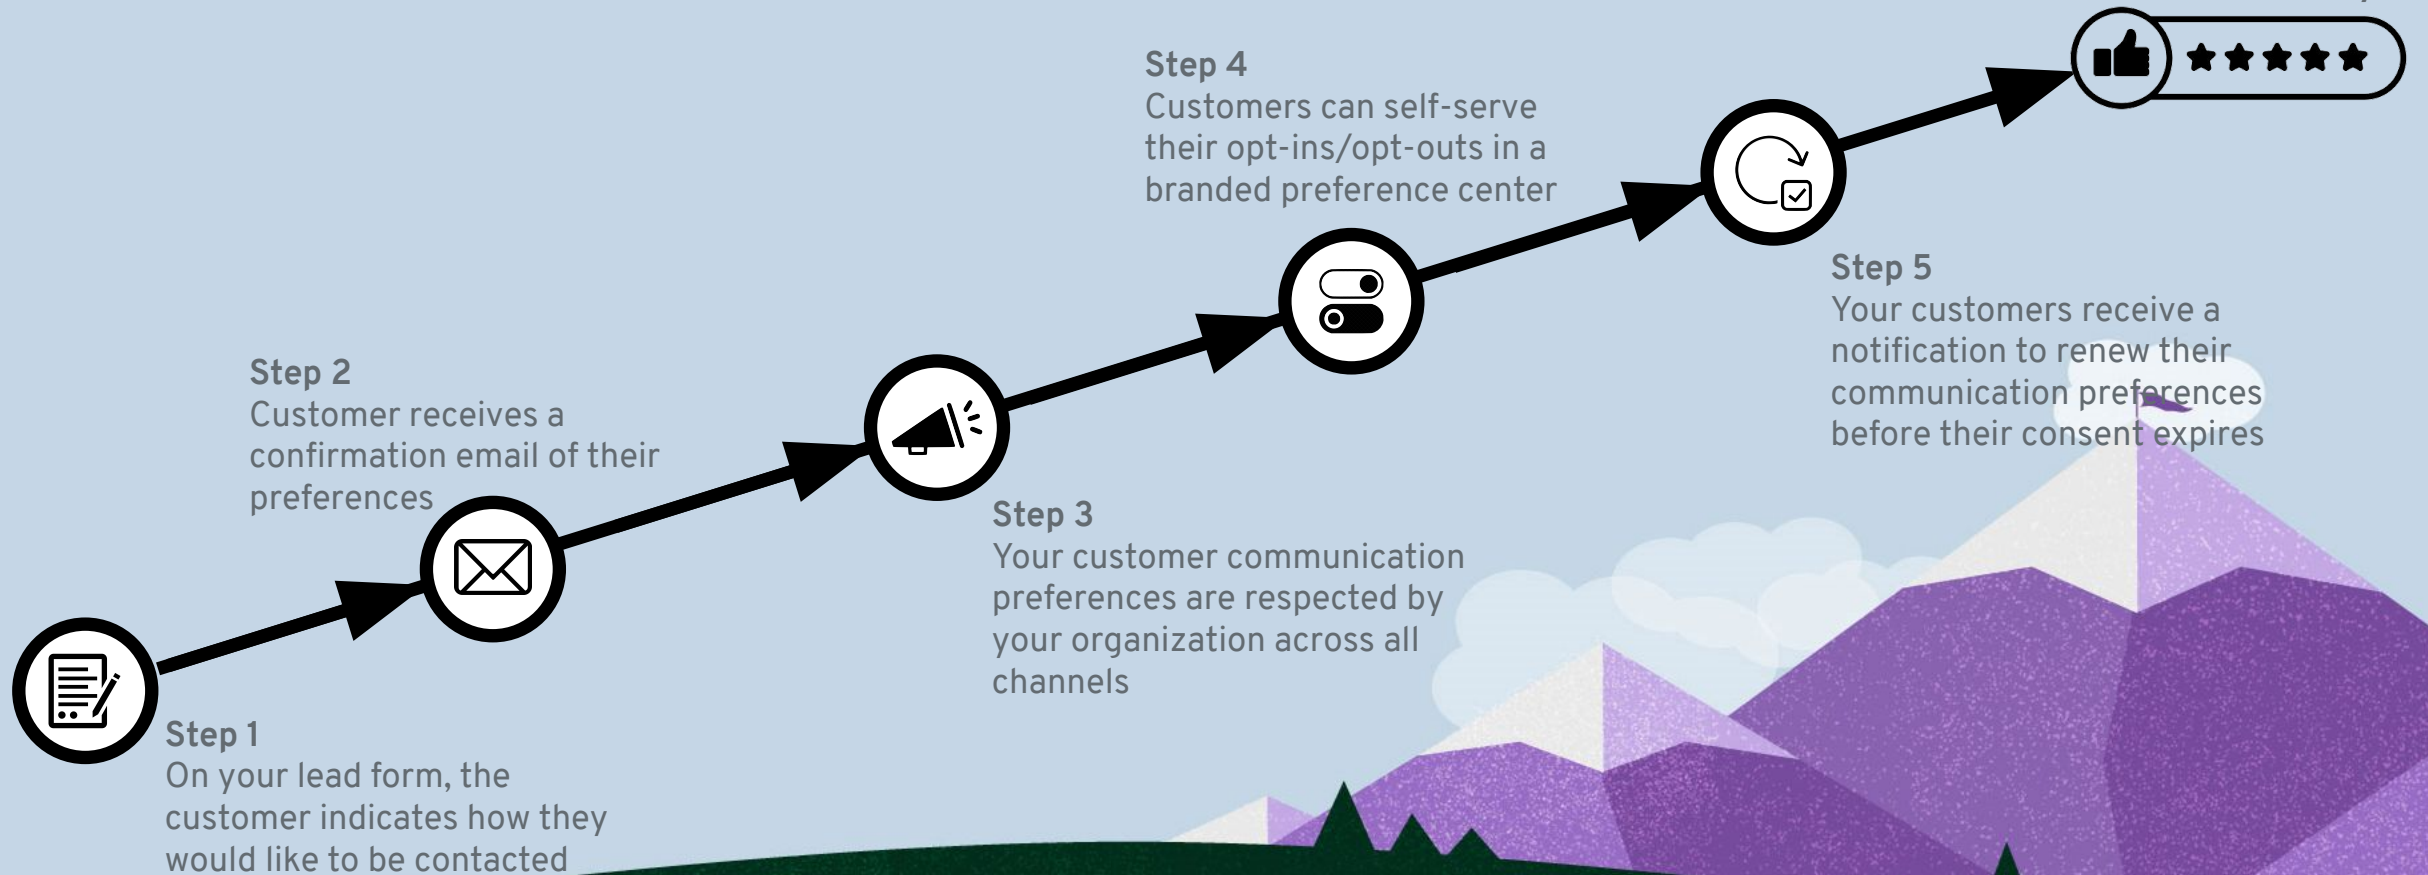 Step 1
On your lead form, the
customer indicates how they
would like to be contacted
Step 2
Customer receives a
confirmation email of their
preferences
Step 3
Your customer communication
preferences are respected by
your organization across all
channels
Step 4
Customers can self-serve
their opt-ins/opt-outs in a
branded preference center
Step 5
Your customers receive a
notification to renew their
communication preferences
before their consent expires